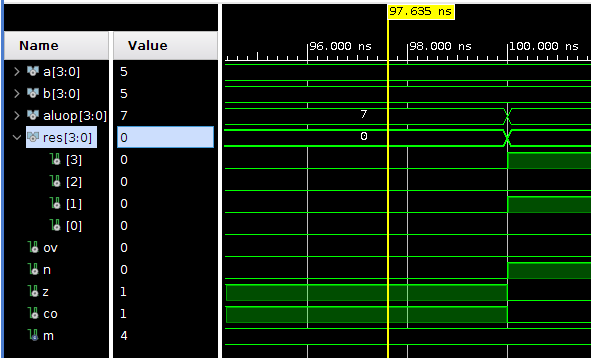 97.635 ns
Name Value
96.000 ns 98.000 ns 100.000 ns
a[3:0] 5
b[3:0] 5
aluop[3:0] 7 7
res[3:0] 0 0
[3] 0
[2] 0
[1] 0
[0] 0
ov 0
n 0
z 1
co 1
m 4